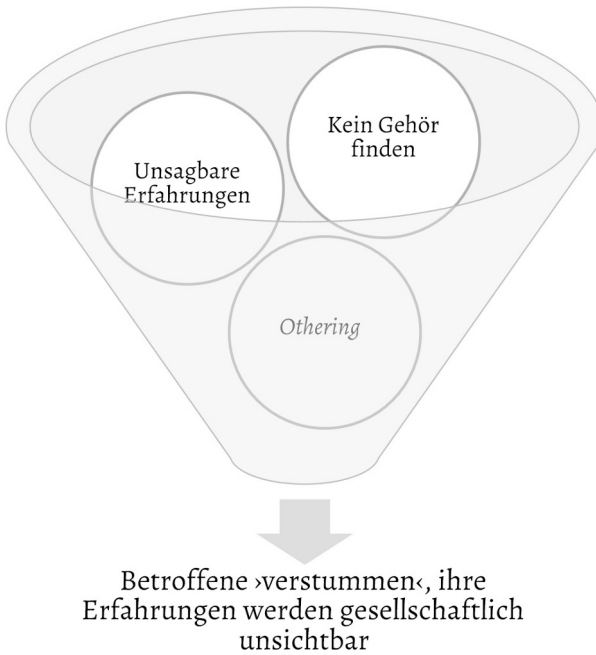 Kein Gehör
finden
Unsagbare
Erfahrungen
Othering
Betroffene ›verstummen‹, ihre
Erfahrungen werden gesellschaftlich
unsichtbar